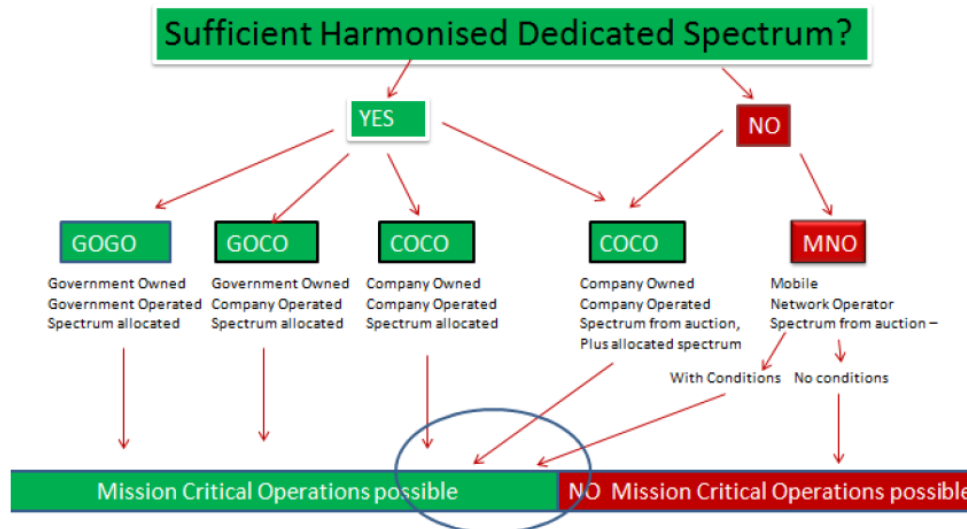 Sufficient Harmonised Dedicated Spectrum?
YES
NO
GOGO
Government Owned
Government Operated
Spectrum allocated
GOCO
Government Owned
Company Operated
Spectrum allocated
COCO
Company Owned
Company Operated
Spectrum allocated
COCO
Company Owned
Company Operated
Spectrum from auction,
Plus allocated spectrum
MNO
Mobile
Network Operator
Spectrum from auction –
With Conditions
No conditions
Mission Critical Operations possible
NO Mission Critical Operations possible